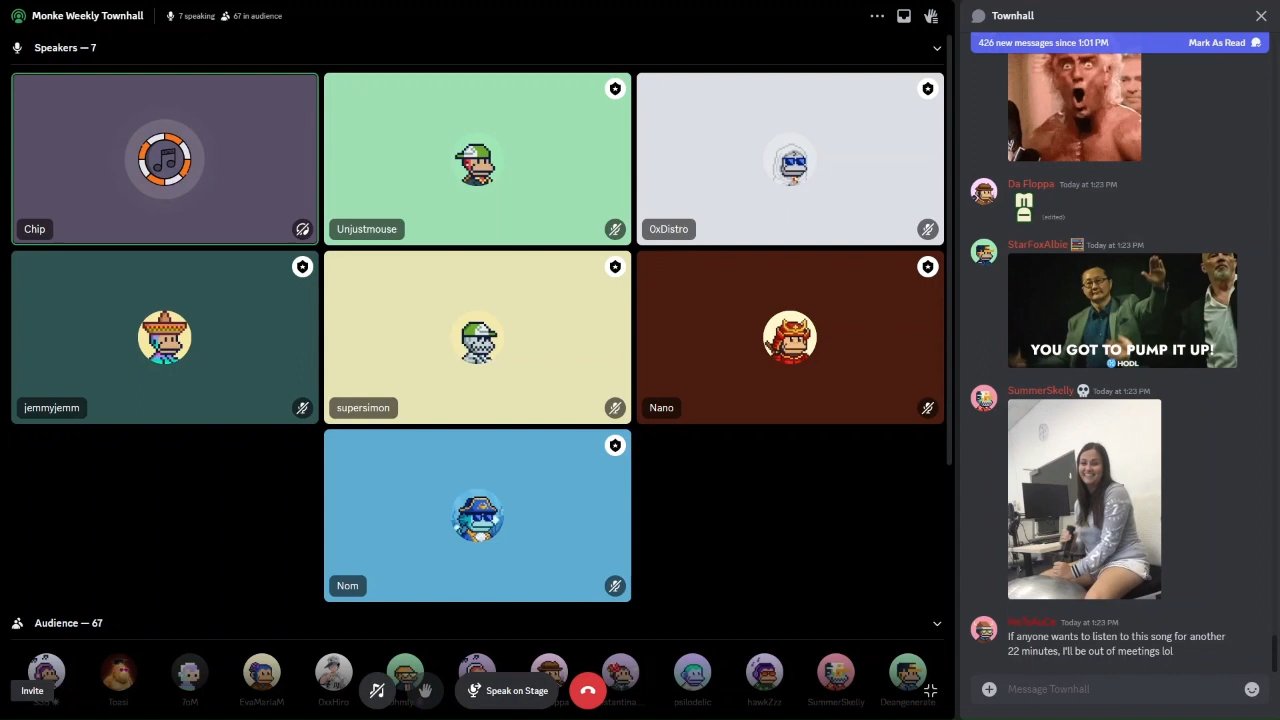 Monke Weekly Townhall
7 speaking
67 in audience
Speakers — 7
Chip
Unjustmouse
0xDistro
jemmyjemm
supersimon
Nano
Nom
Audience — 67
Toasi
7oM
EvaMariaM
0xxHiro
psilodelic
hawkZzz
SummerSkelly
Doangenerate
Invite
Speak on Stage
Townhall
426 new messages since 1:01 PM
Mark As Read
Da Floppa Today at 1:23 PM
(edited)
StarFoxAlbie Today at 1:23 PM
YOU GOT TO PUMP IT UP!
HODL
SummerSkelly Today at 1:23 PM
Today at 1:23 PM
If anyone wants to listen to this song for another
22 minutes, I'll be out of meetings lol
Message Townhall